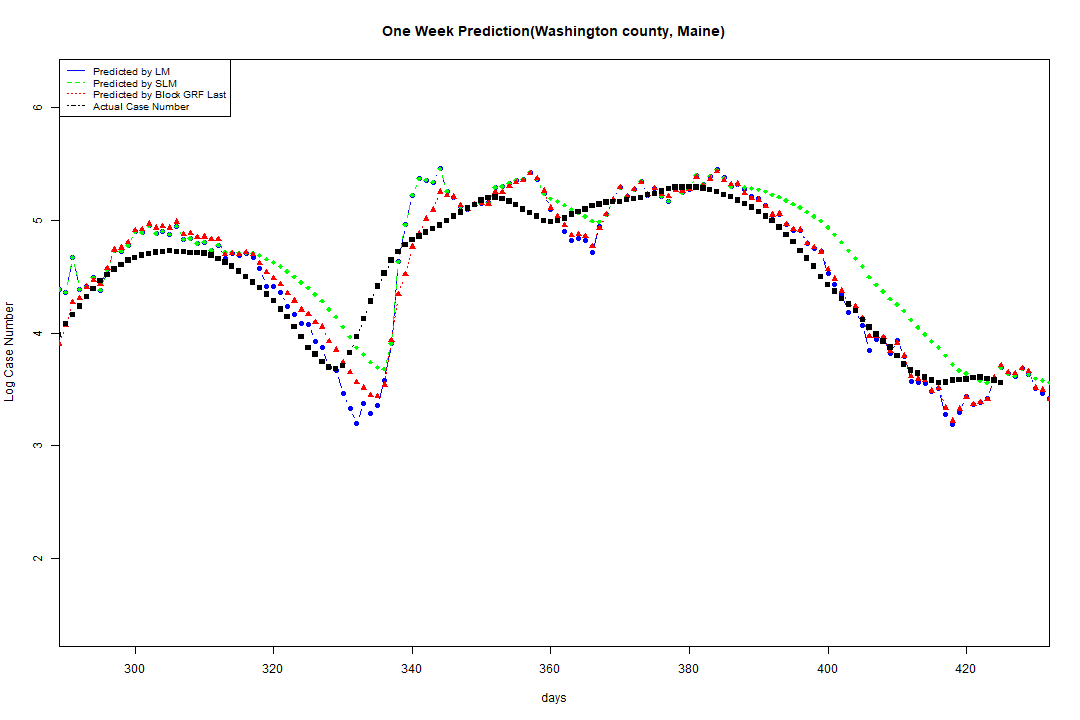 One Week Prediction(Washington county, Maine)
Predicted by LM
Predicted by SLM
Predicted by Block GRF Last
Actual Case Number
6
5
4
3
2
Log Case Number
300 320 340 360 380 400 420
days